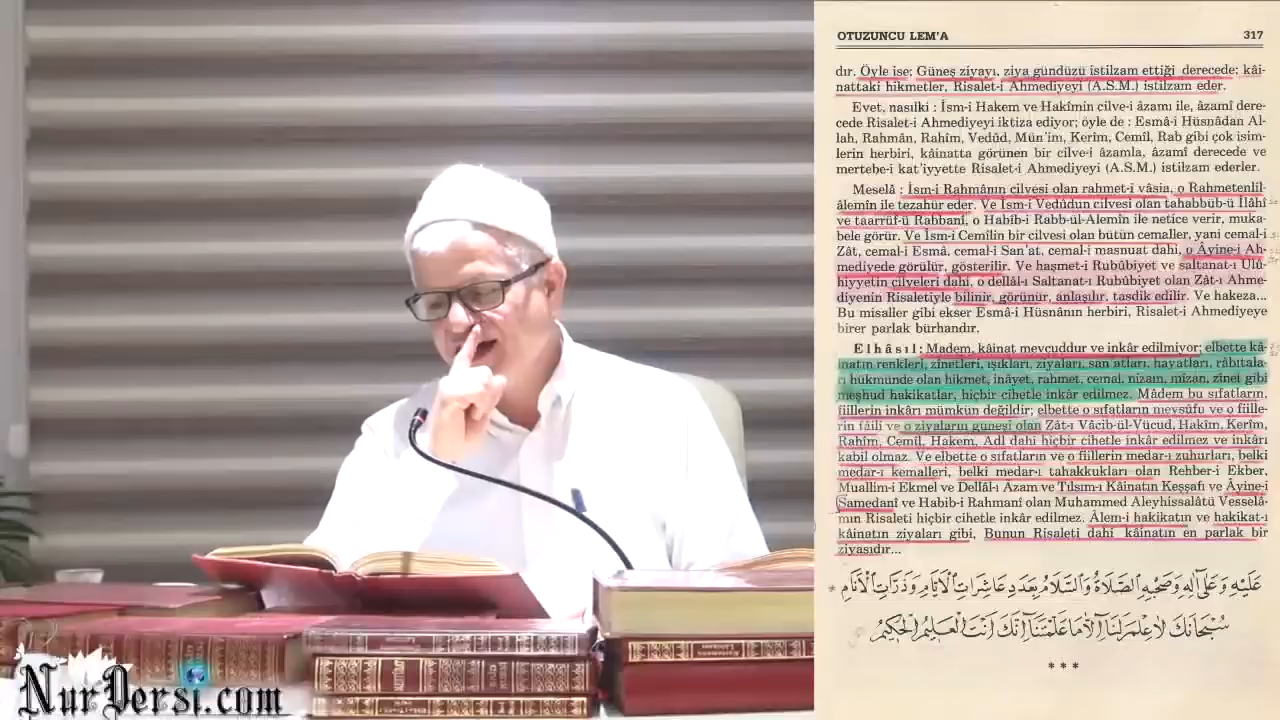 OTUZUNCU LEM'A 317
dır. Öyle ise; Güneş ziyayı, ziya gündüzü istilzam ettiği derecede; kâi-
nattaki hikmetler, Risalet-i Ahmediyeyi (A.S.M.) istilzam eder.
Evet, nasılki : İsm-i Hakem ve Hakîmin cilve-i âzamı ile, âzamî dere-
cede Risalet-i Ahmediyeyi iktiza ediyor; öyle de : Esmâ-i Hüsnâdan Al-
lah, Rahmân, Rahîm, Vedûd, Mün'im, Kerîm, Cemîl, Rab gibi çok isim-
lerin herbiri, kâinatta görünen bir cilve-i âzamla, âzamî derecede ve
mertebe-i kat'iyyette Risalet-i Ahmediyeyi (A.S.M.) istilzam ederler.
Meselâ : İsm-i Rahmânın cilvesi olan rahmet-i vâsia, o Rahmetenlil-
âlemîn ile tezahür eder. Ve İsm-i Vedûdun cilvesi olan tahabbüb-ü İlâhî
ve taarrüf-ü Rabbanî, o Habîb-i Rabb-ül-Alemîn ile netice verir, muka-
bele görür. Ve İsm-i Cemîlin bir cilvesi olan bütün cemaller, yani cemal-i
Zât, cemal-i Esmâ, cemal-i San'at, cemal-i masnuat dahi, o Âyine-i Ah-
mediyede görülür, gösterilir. Ve haşmet-i Rubûbiyet ve saltanat-ı Ulû-
hiyyetin cilveleri dahi, o dellâl-ı Saltanat-ı Rubûbiyet olan Zât-ı Ahme-
diyenin Risaletiyle bilinir, görünür, anlaşılır, tasdik edilir. Ve hakeza...
Bu misaller gibi ekser Esmâ-i Hüsnânın herbiri, Risalet-i Ahmediyeye
birer parlak bürhandır.
Elhâsıl: Madem, kâinat mevcuddur ve inkâr edilmiyor; elbette kâ-
inatın renkleri, zînetleri, ışıkları, ziyaları, san'atları, hayatları, râbıtala-
rı hükmünde olan hikmet, inâyet, rahmet, cemal, nizam, mîzan, zînet gibi
meşhud hakikatlar, hiçbir cihetle inkâr edilmez. Mâdem bu sıfatların,
fiillerin inkârı mümkün değildir; elbette o sıfatların mevsûfu ve o fiille-
rin fâili ve o ziyaların güneşi olan Zât-ı Vâcib-ül-Vücud, Hakîm, Kerîm,
Rahîm, Cemîl, Hakem, Adl dahi hiçbir cihetle inkâr edilmez ve inkârı
kabil olmaz. Ve elbette o sıfatların ve o fiillerin medar-ı zuhurları, belki
medar-ı kemalleri, belki medar-ı tahakkukları olan Rehber-i Ekber,
Muallim-i Ekmel ve Dellâl-ı Âzam ve Tılsım-ı Kâinatın Keşşafı ve Âyine-i
Samedanî ve Habib-i Rahmanî olan Muhammed Aleyhissalâtü Vesselâ-
mın Risaleti hiçbir cihetle inkâr edilmez. Âlem-i hakikatın ve hakikat-ı
kâinatın ziyaları gibi, Bunun Risaleti dahi kâinatın en parlak bir
ziyasıdır...
عَلَيْهِ وَعَلٰٓى اٰلِهِ وَصَحْبِهِ الصَّلَاةُ وَالسَّلَامُ بِعَدَدِ عَاشِرَاتِ الْاَيَّامِ وَذَرَّاتِ الْاَنَامِ *
سُبْحَانَكَ لَا عِلْمَ لَنَٓا اِلَّا مَا عَلَّمْتَنَٓا اِنَّكَ اَنْتَ الْعَلِيمُ الْحَكِيمُ
* * *
NurDersi.com